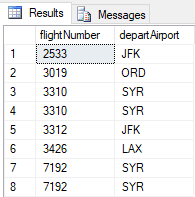 Results Messages
flightNumber departAirport
1 2533 JFK
2 3019 ORD
3 3310 SYR
4 3310 SYR
5 3312 JFK
6 3426 LAX
7 7192 SYR
8 7192 SYR